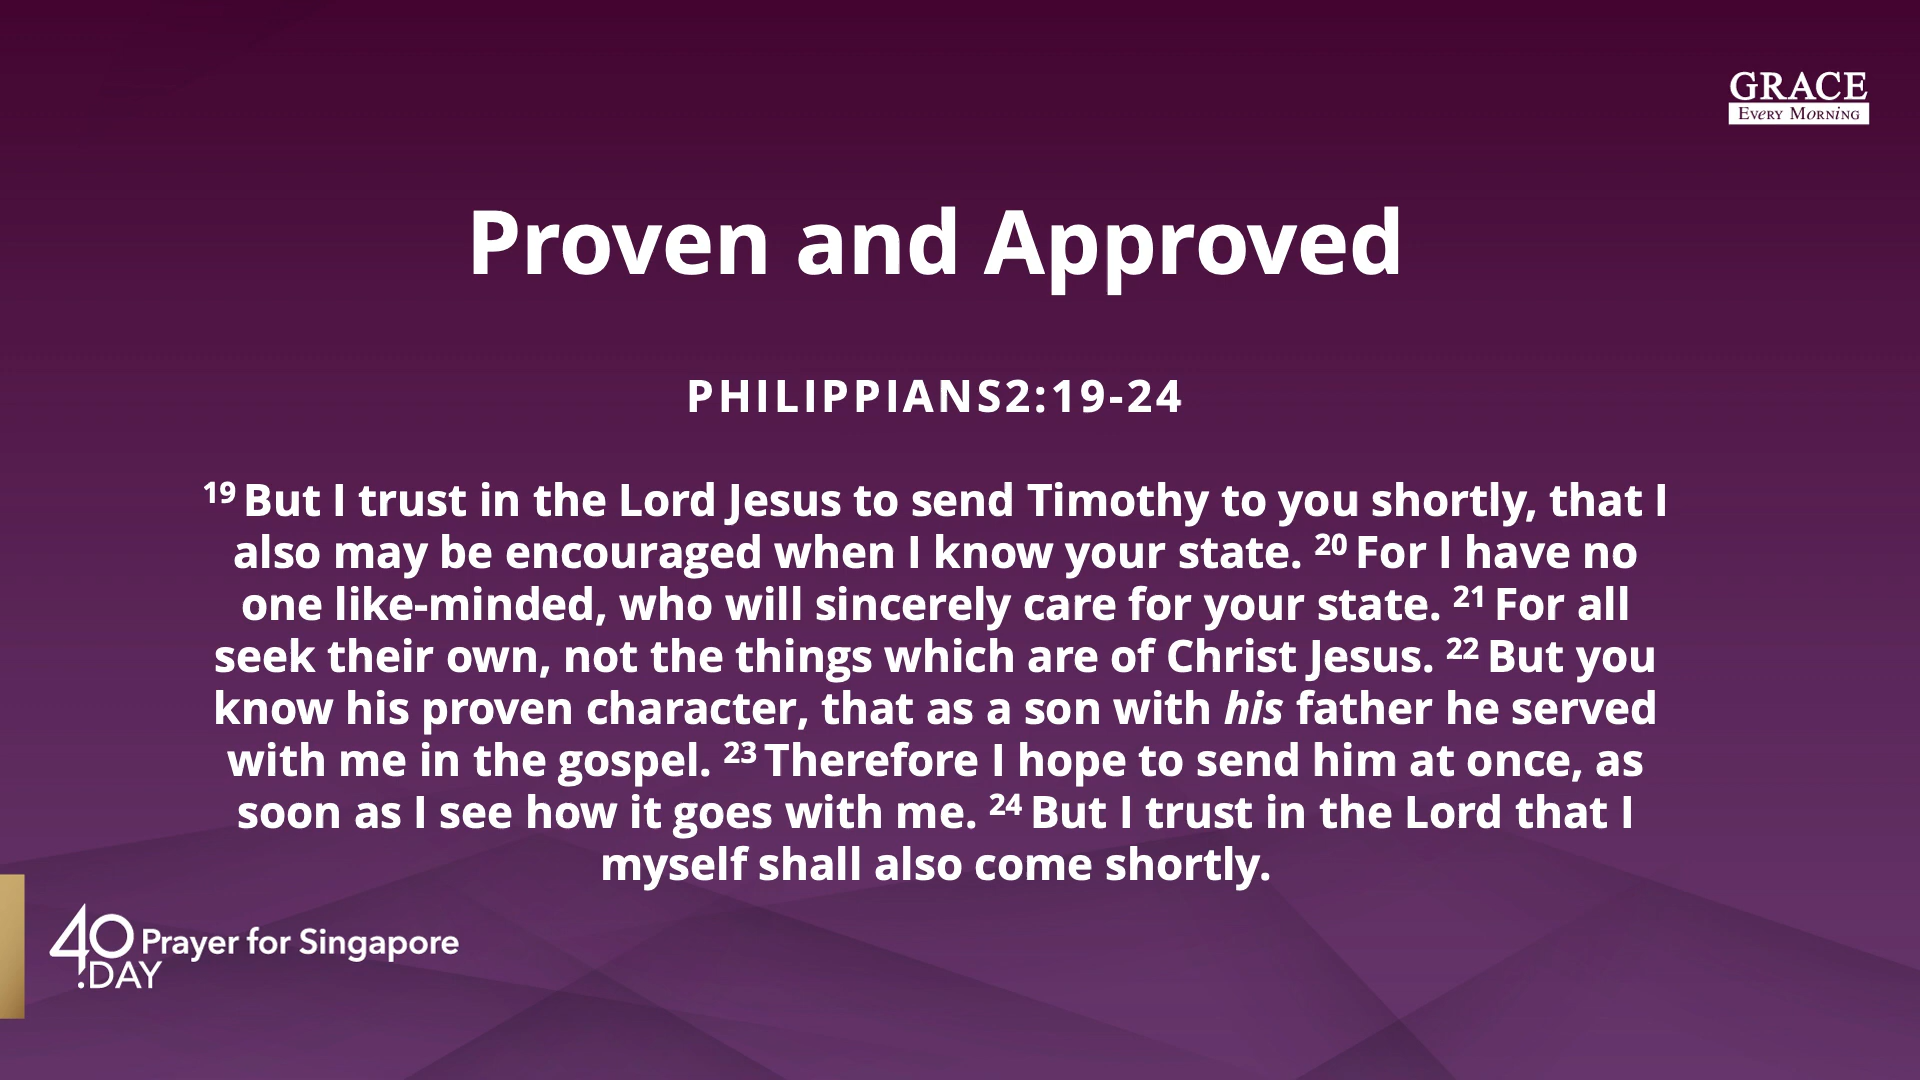 GRACE
Every Morning
Proven and Approved
PHILIPPIANS2:19-24
19 But I trust in the Lord Jesus to send Timothy to you shortly, that I
also may be encouraged when I know your state. 20 For I have no
one like-minded, who will sincerely care for your state. 21 For all
seek their own, not the things which are of Christ Jesus. 22 But you
know his proven character, that as a son with his father he served
with me in the gospel. 23 Therefore I hope to send him at once, as
soon as I see how it goes with me. 24 But I trust in the Lord that I
myself shall also come shortly.
40 Prayer for Singapore
.DAY